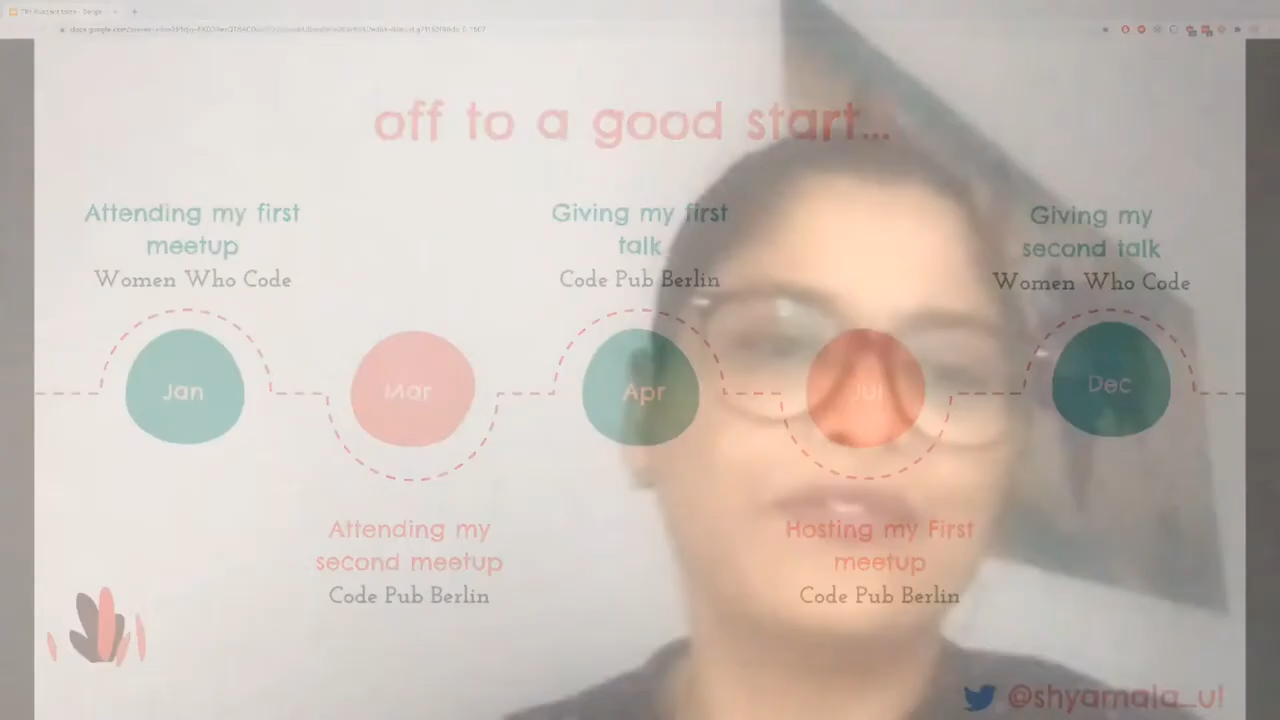 off to a good start...
Attending my first
meetup
Women Who Code
Giving my first
talk
Code Pub Berlin
Giving my
second talk
Women Who Code
Jan
Mar
Apr
Jul
Dec
Attending my
second meetup
Code Pub Berlin
Hosting my First
meetup
Code Pub Berlin